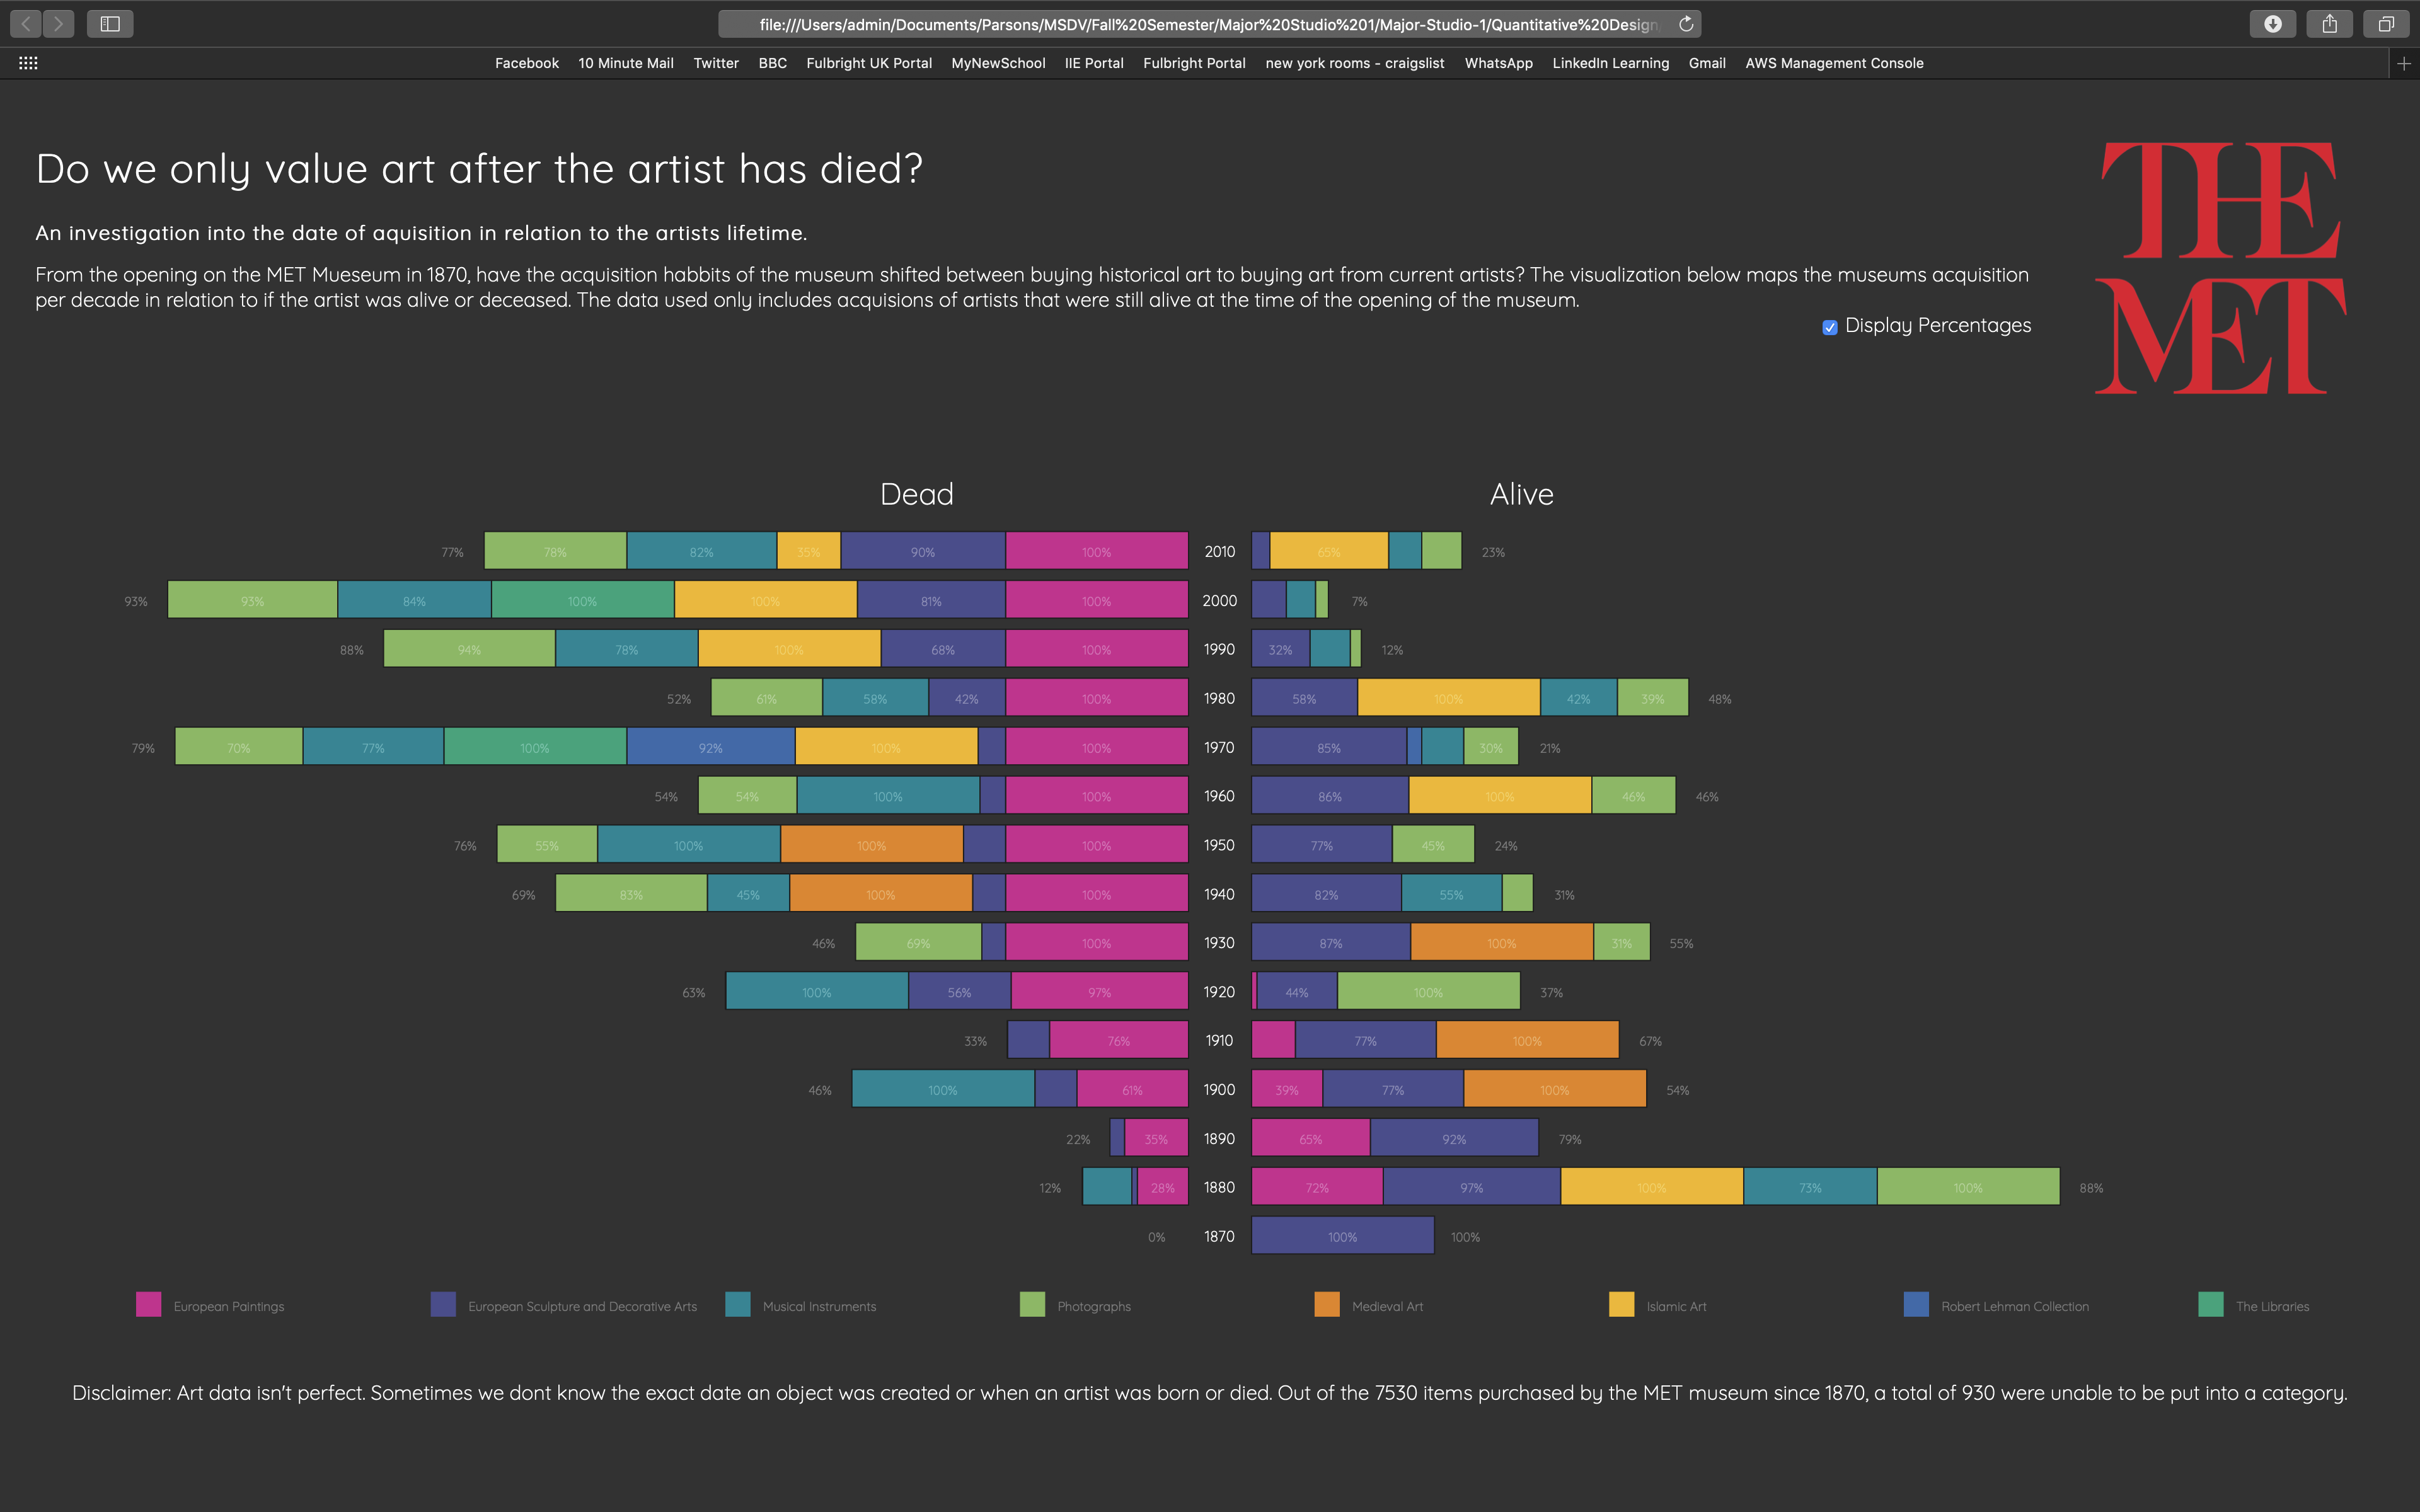 file:///Users/admin/Documents/Parsons/MSDV/Fall%20Semester/Major%20Studio%201/Major-Studio-1/Quantitative%20Design
Facebook 10 Minute Mail Twitter BBC Fulbright UK Portal MyNewSchool IIE Portal Fulbright Portal new york rooms - craigslist WhatsApp LinkedIn Learning Gmail AWS Management Console
Do we only value art after the artist has died?
THE
MET
An investigation into the date of aquisition in relation to the artists lifetime.
From the opening on the MET Mueseum in 1870, have the acquisition habbits of the museum shifted between buying historical art to buying art from current artists? The visualization below maps the museums acquisition
per decade in relation to if the artist was alive or deceased. The data used only includes acquisions of artists that were still alive at the time of the opening of the museum.
Display Percentages
Dead Alive
77% 78% 82% 35% 90% 100% 2010 65% 23%
93% 93% 84% 100% 100% 81% 100% 2000 7%
88% 94% 78% 100% 68% 100% 1990 32% 12%
52% 61% 58% 42% 100% 1980 58% 100% 42% 39% 48%
79% 70% 77% 100% 92% 100% 100% 1970 85% 30% 21%
54% 54% 100% 100% 1960 86% 100% 46% 46%
76% 55% 100% 100% 100% 1950 77% 45% 24%
69% 83% 45% 100% 100% 1940 82% 55% 31%
46% 69% 100% 1930 87% 100% 31% 55%
63% 100% 56% 97% 1920 44% 100% 37%
33% 76% 1910 77% 100% 67%
46% 100% 61% 1900 39% 77% 100% 54%
22% 35% 1890 65% 92% 79%
12% 28% 1880 72% 97% 100% 73% 100% 88%
0% 1870 100% 100%
European Paintings European Sculpture and Decorative Arts Musical Instruments Photographs Medieval Art Islamic Art Robert Lehman Collection The Libraries
Disclaimer: Art data isn't perfect. Sometimes we dont know the exact date an object was created or when an artist was born or died. Out of the 7530 items purchased by the MET museum since 1870, a total of 930 were unable to be put into a category.